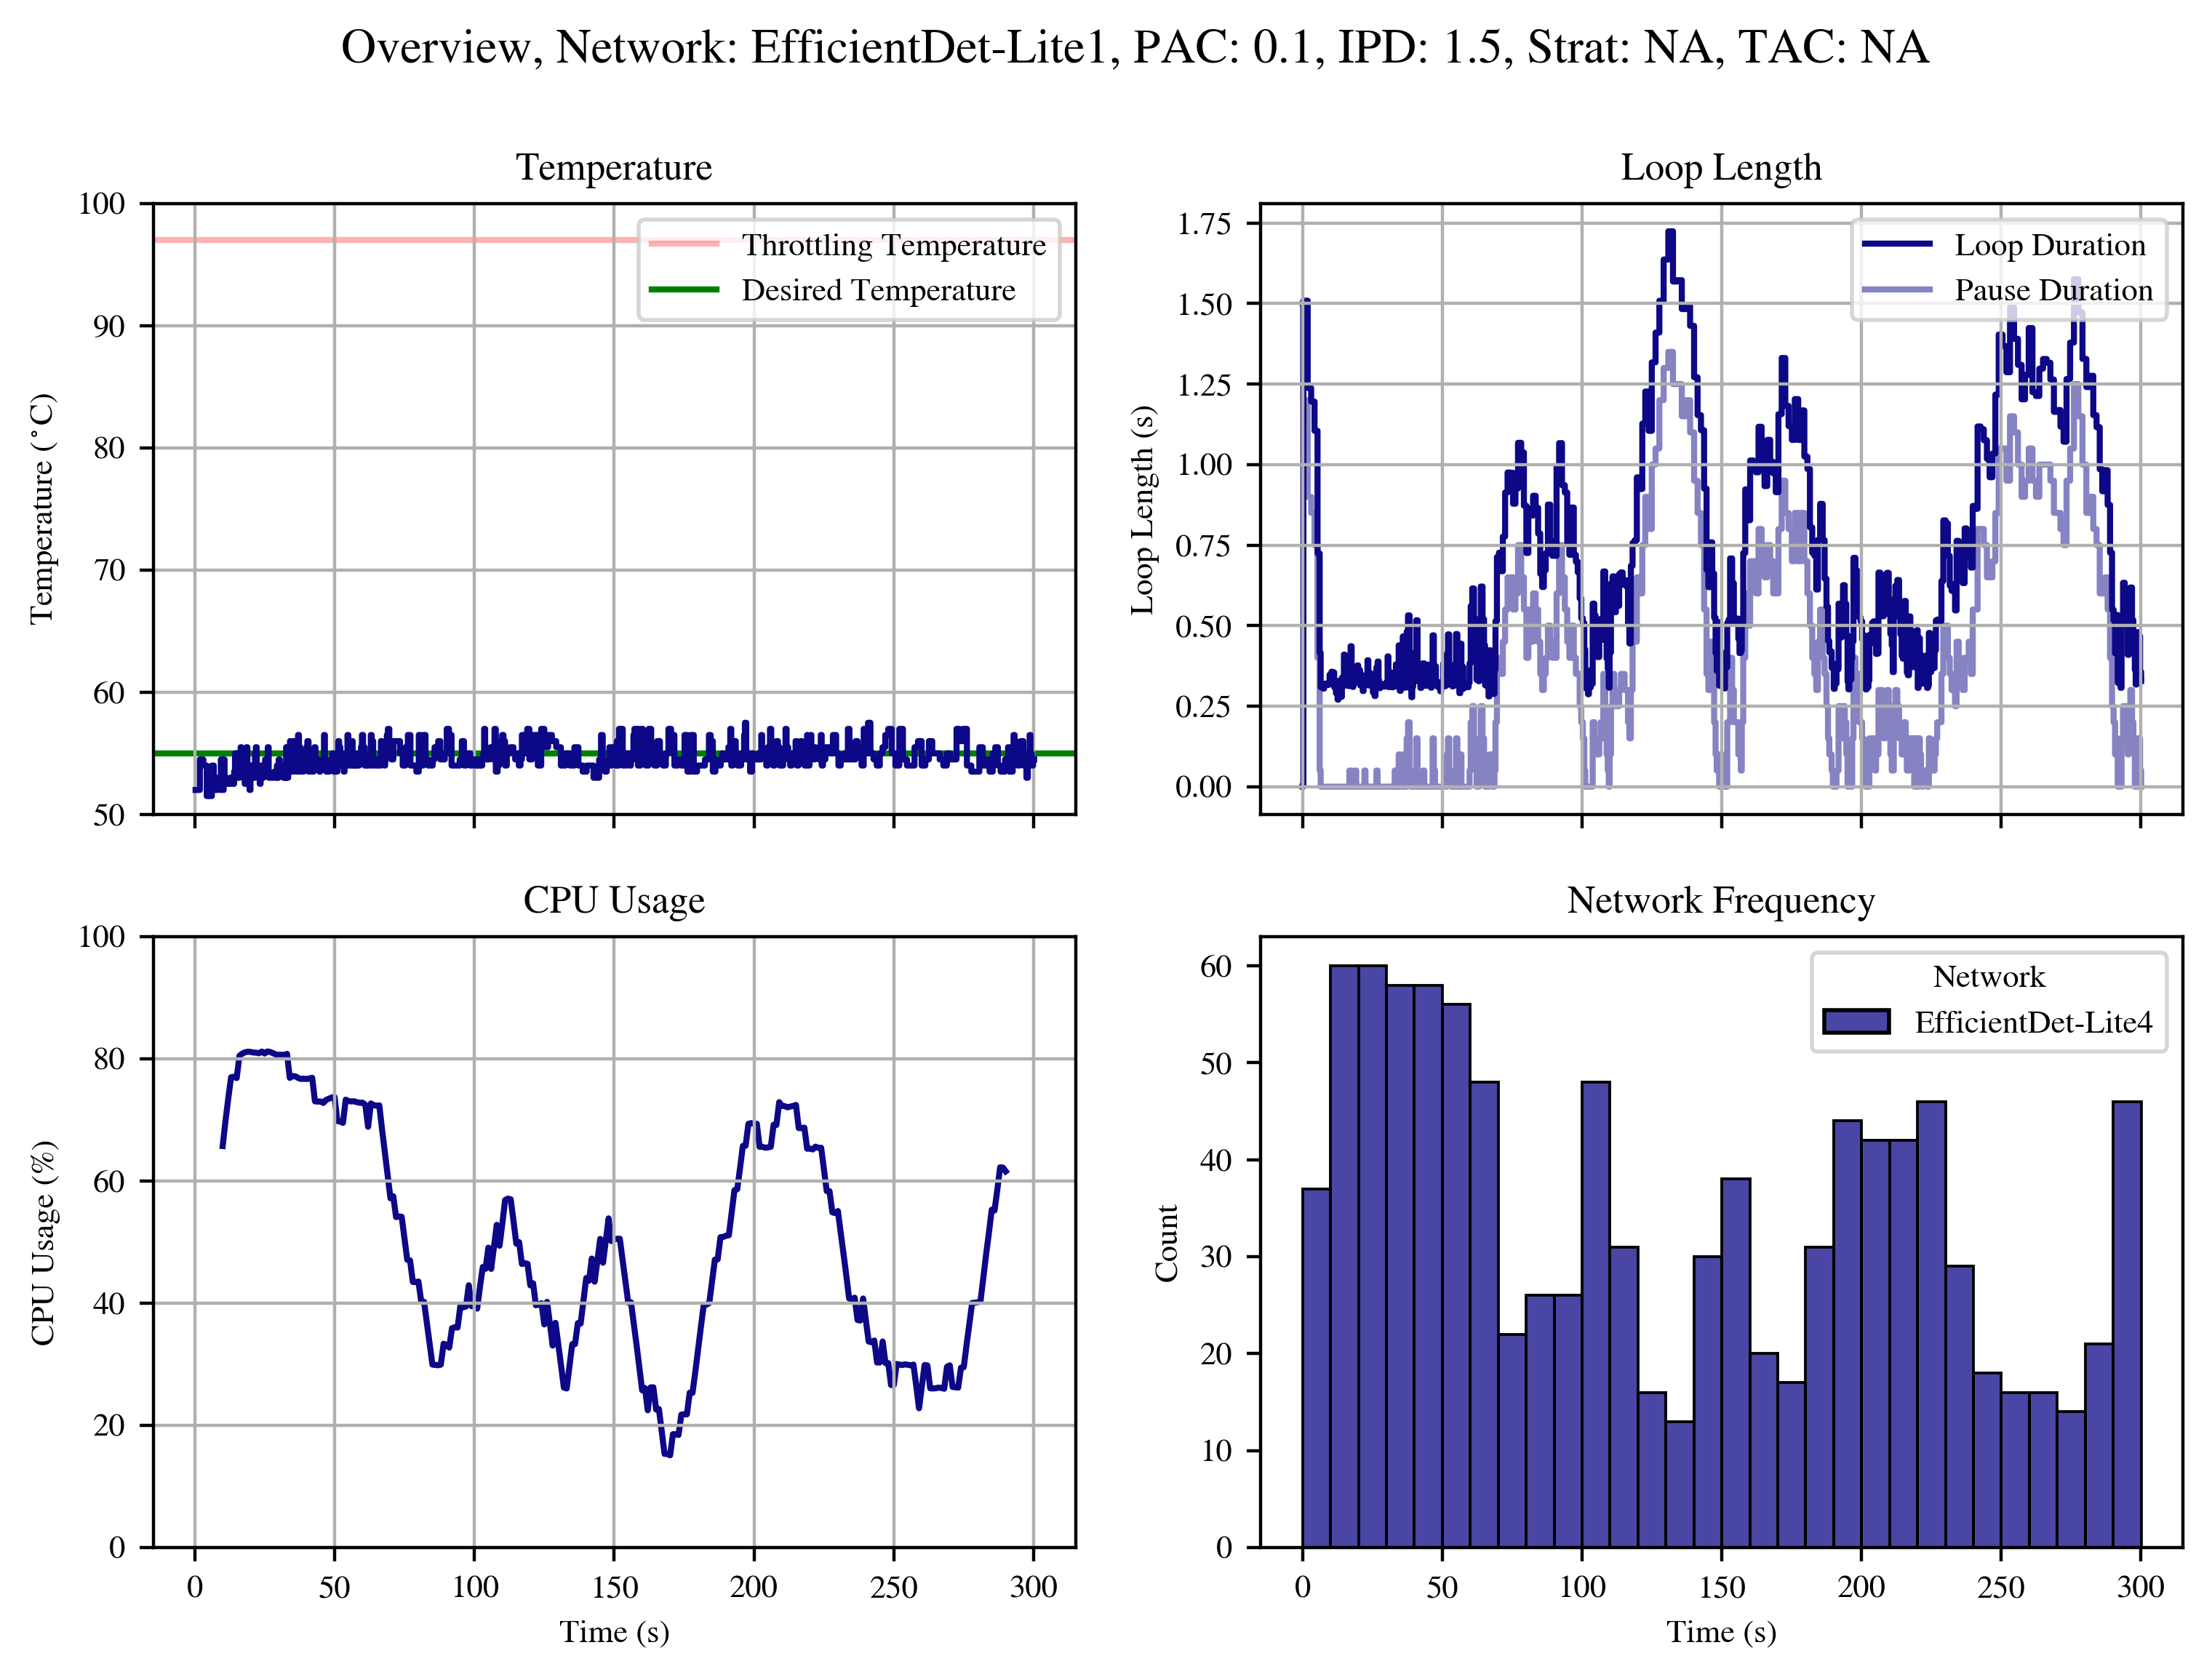 Overview, Network: EfficientDet-Lite1, PAC: 0.1, IPD: 1.5, Strat: NA, TAC: NA
Temperature
100
90
80
70
60
50
Temperature (°C)
Throttling Temperature
Desired Temperature
Loop Length
1.75
1.50
1.25
1.00
0.75
0.50
0.25
0.00
Loop Length (s)
Loop Duration
Pause Duration
CPU Usage
100
80
60
40
20
0
CPU Usage (%)
0 50 100 150 200 250 300
Time (s)
Network Frequency
60
50
40
30
20
10
0
Count
Network
EfficientDet-Lite4
0 50 100 150 200 250 300
Time (s)